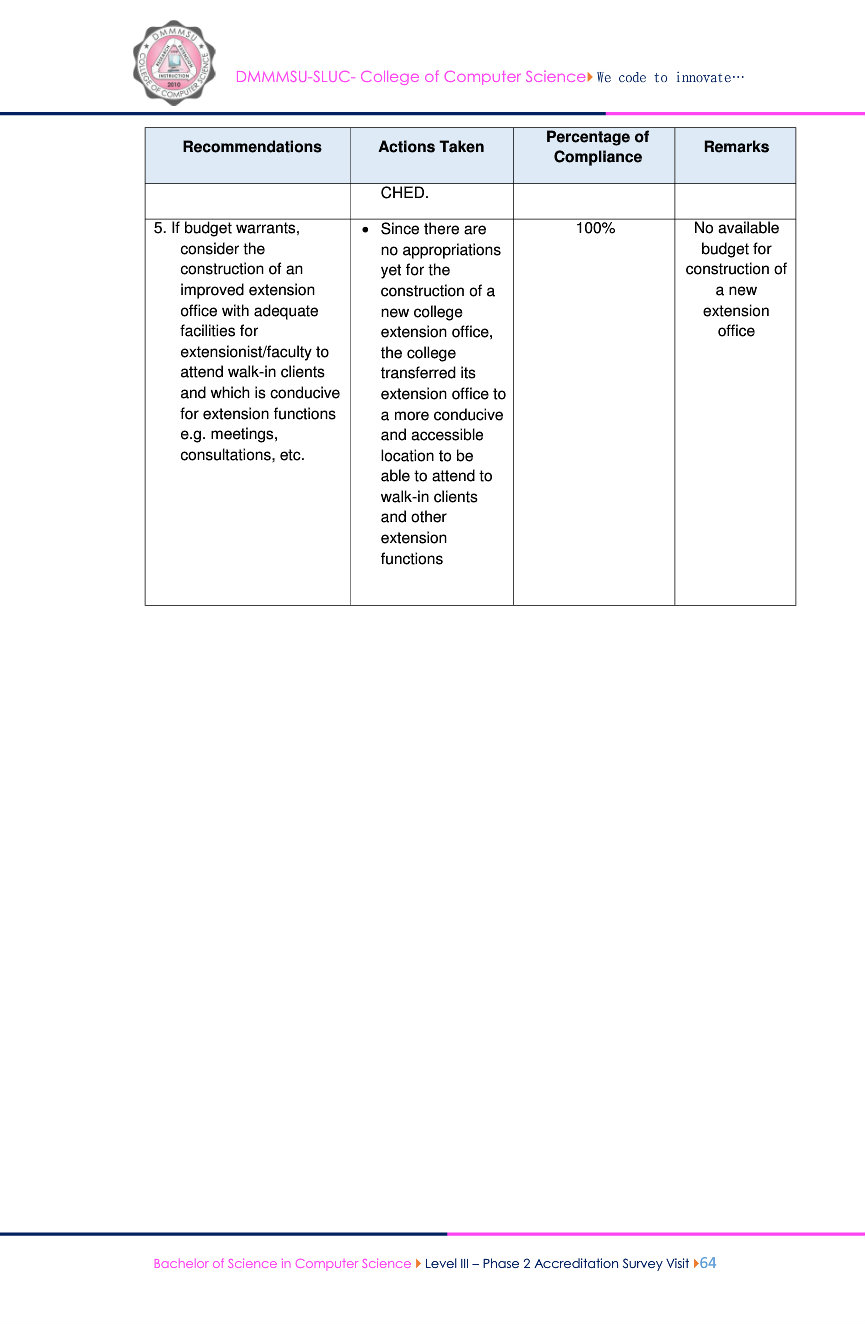 DMMMSU
COLLEGE OF COMPUTER SCIENCE
RESEARCH
EXTENSION
INSTRUCTION
2010
DMMMSU-SLUC- College of Computer Science We code to innovate…
Recommendations
Actions Taken
Percentage of
Compliance
Remarks
CHED.
5. If budget warrants,
consider the
construction of an
improved extension
office with adequate
facilities for
extensionist/faculty to
attend walk-in clients
and which is conducive
for extension functions
e.g. meetings,
consultations, etc.
• Since there are
no appropriations
yet for the
construction of a
new college
extension office,
the college
transferred its
extension office to
a more conducive
and accessible
location to be
able to attend to
walk-in clients
and other
extension
functions
100%
No available
budget for
construction of
a new
extension
office
Bachelor of Science in Computer Science Level III – Phase 2 Accreditation Survey Visit 64